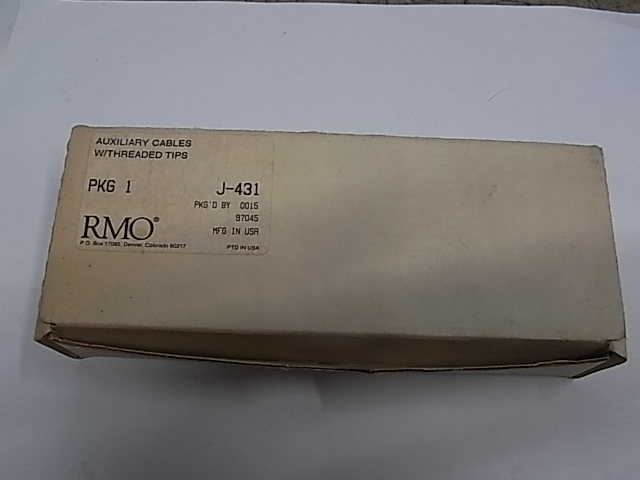 AUXILIARY CABLES
W/THREADED TIPS
PKG 1 J-431
PKG'D BY 0015
97045
RMO® MFG IN USA
P.O. Box 17085, Denver, Colorado 80217 PTD IN USA